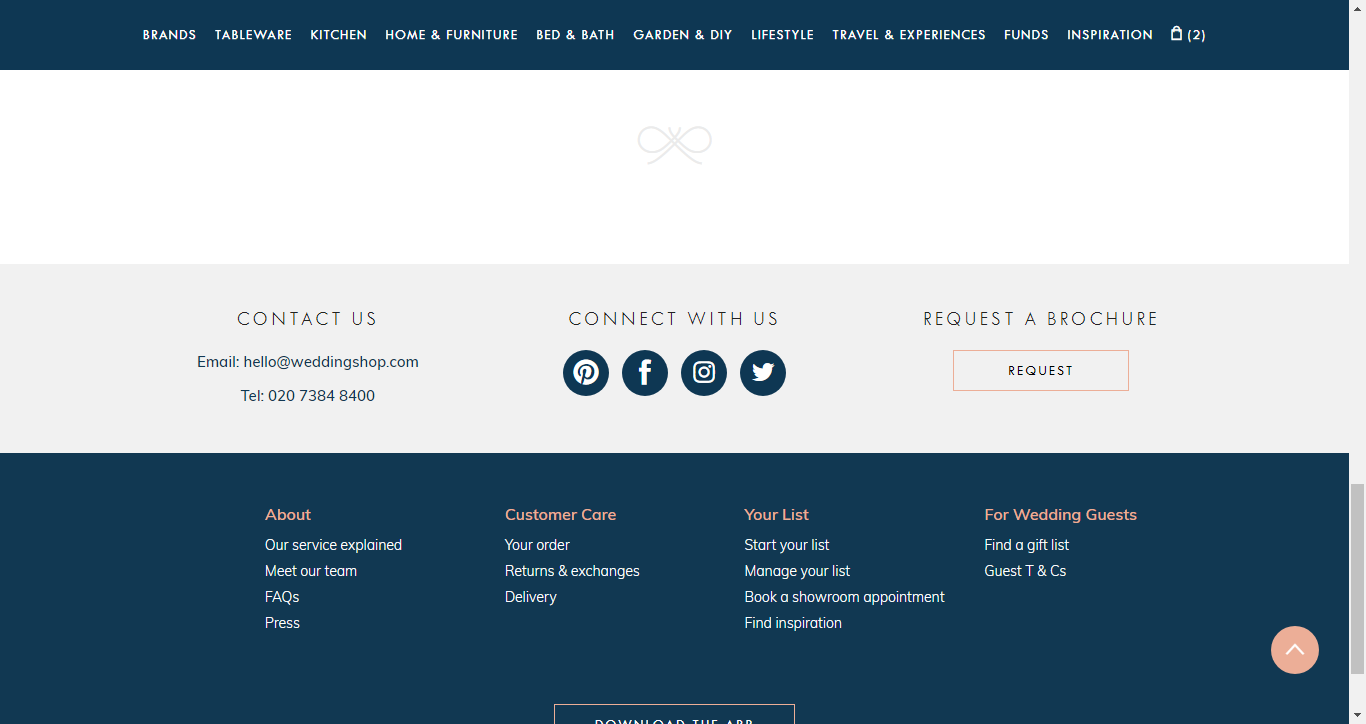 BRANDS TABLEWARE KITCHEN HOME & FURNITURE BED & BATH GARDEN & DIY LIFESTYLE TRAVEL & EXPERIENCES FUNDS INSPIRATION (2)
CONTACT US
Email: hello@weddingshop.com
Tel: 020 7384 8400
CONNECT WITH US
REQUEST A BROCHURE
REQUEST
About
Our service explained
Meet our team
FAQs
Press
Customer Care
Your order
Returns & exchanges
Delivery
Your List
Start your list
Manage your list
Book a showroom appointment
Find inspiration
For Wedding Guests
Find a gift list
Guest T & Cs
DOWNLOAD THE APP